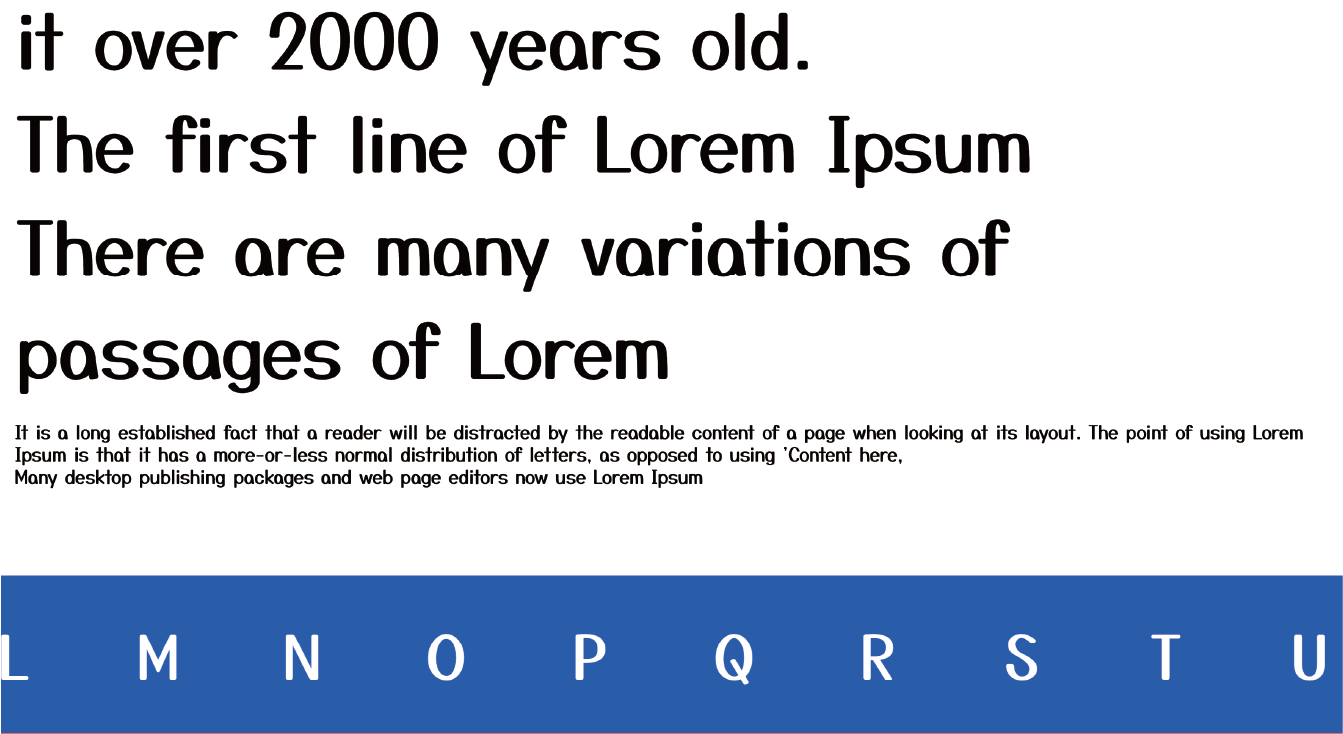 it over 2000 years old.
The first line of Lorem Ipsum
There are many variations of
passages of Lorem
It is a long established fact that a reader will be distracted by the readable content of a page when looking at its layout. The point of using Lorem
Ipsum is that it has a more-or-less normal distribution of letters, as opposed to using 'Content here,
Many desktop publishing packages and web page editors now use Lorem Ipsum
L M N O P Q R S T U